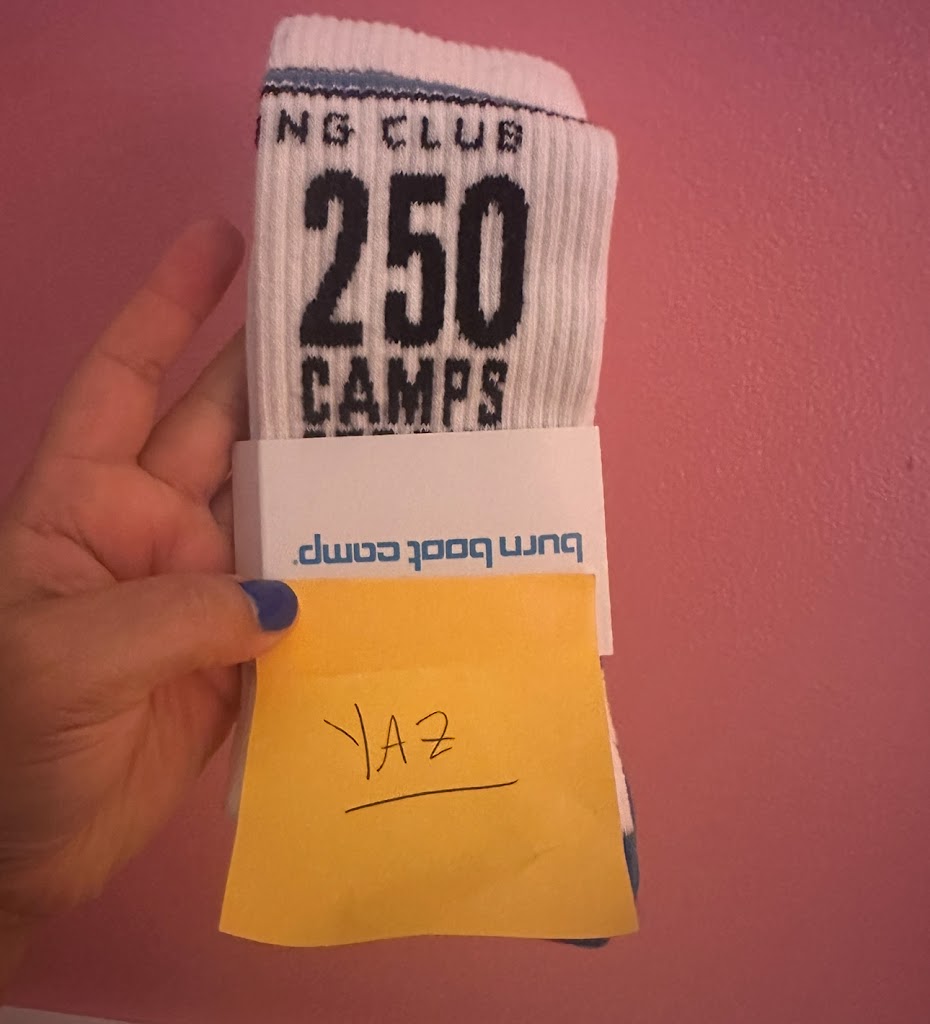 NG CLUB
250
CAMPS
burn boot camp
YAZ